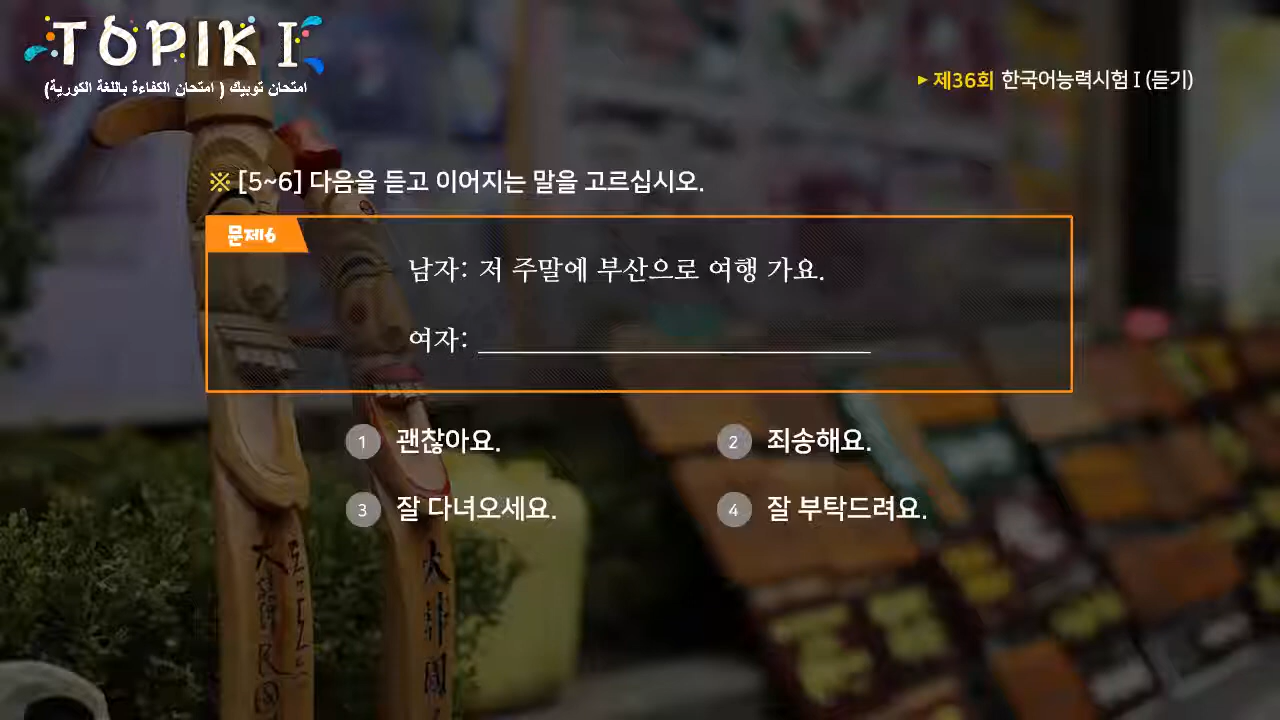 TOPIK I
امتحان توبيك ( امتحان الكفاءة باللغة الكورية)
▶ 제36회 한국어능력시험 I (듣기)
※ [5~6] 다음을 듣고 이어지는 말을 고르십시오.
문제6
남자: 저 주말에 부산으로 여행 가요.
여자: ____________________
1 괜찮아요.
2 죄송해요.
3 잘 다녀오세요.
4 잘 부탁드려요.